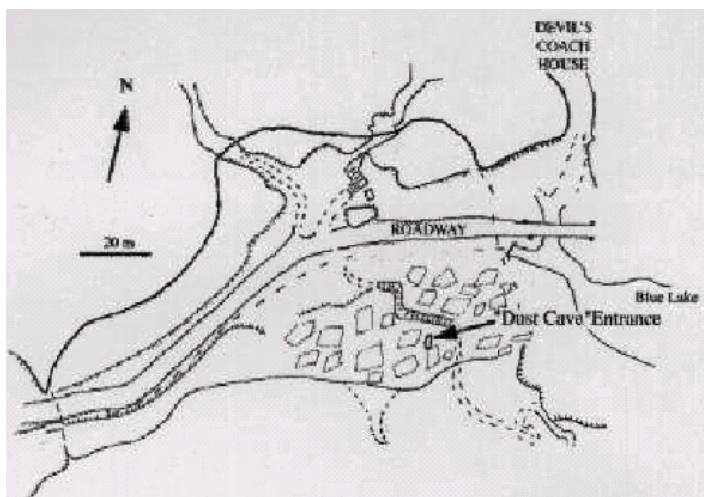 DEVIL'S
COACH
HOUSE
N
20 m
ROADWAY
Blue Lake
"Dust Cave" Entrance